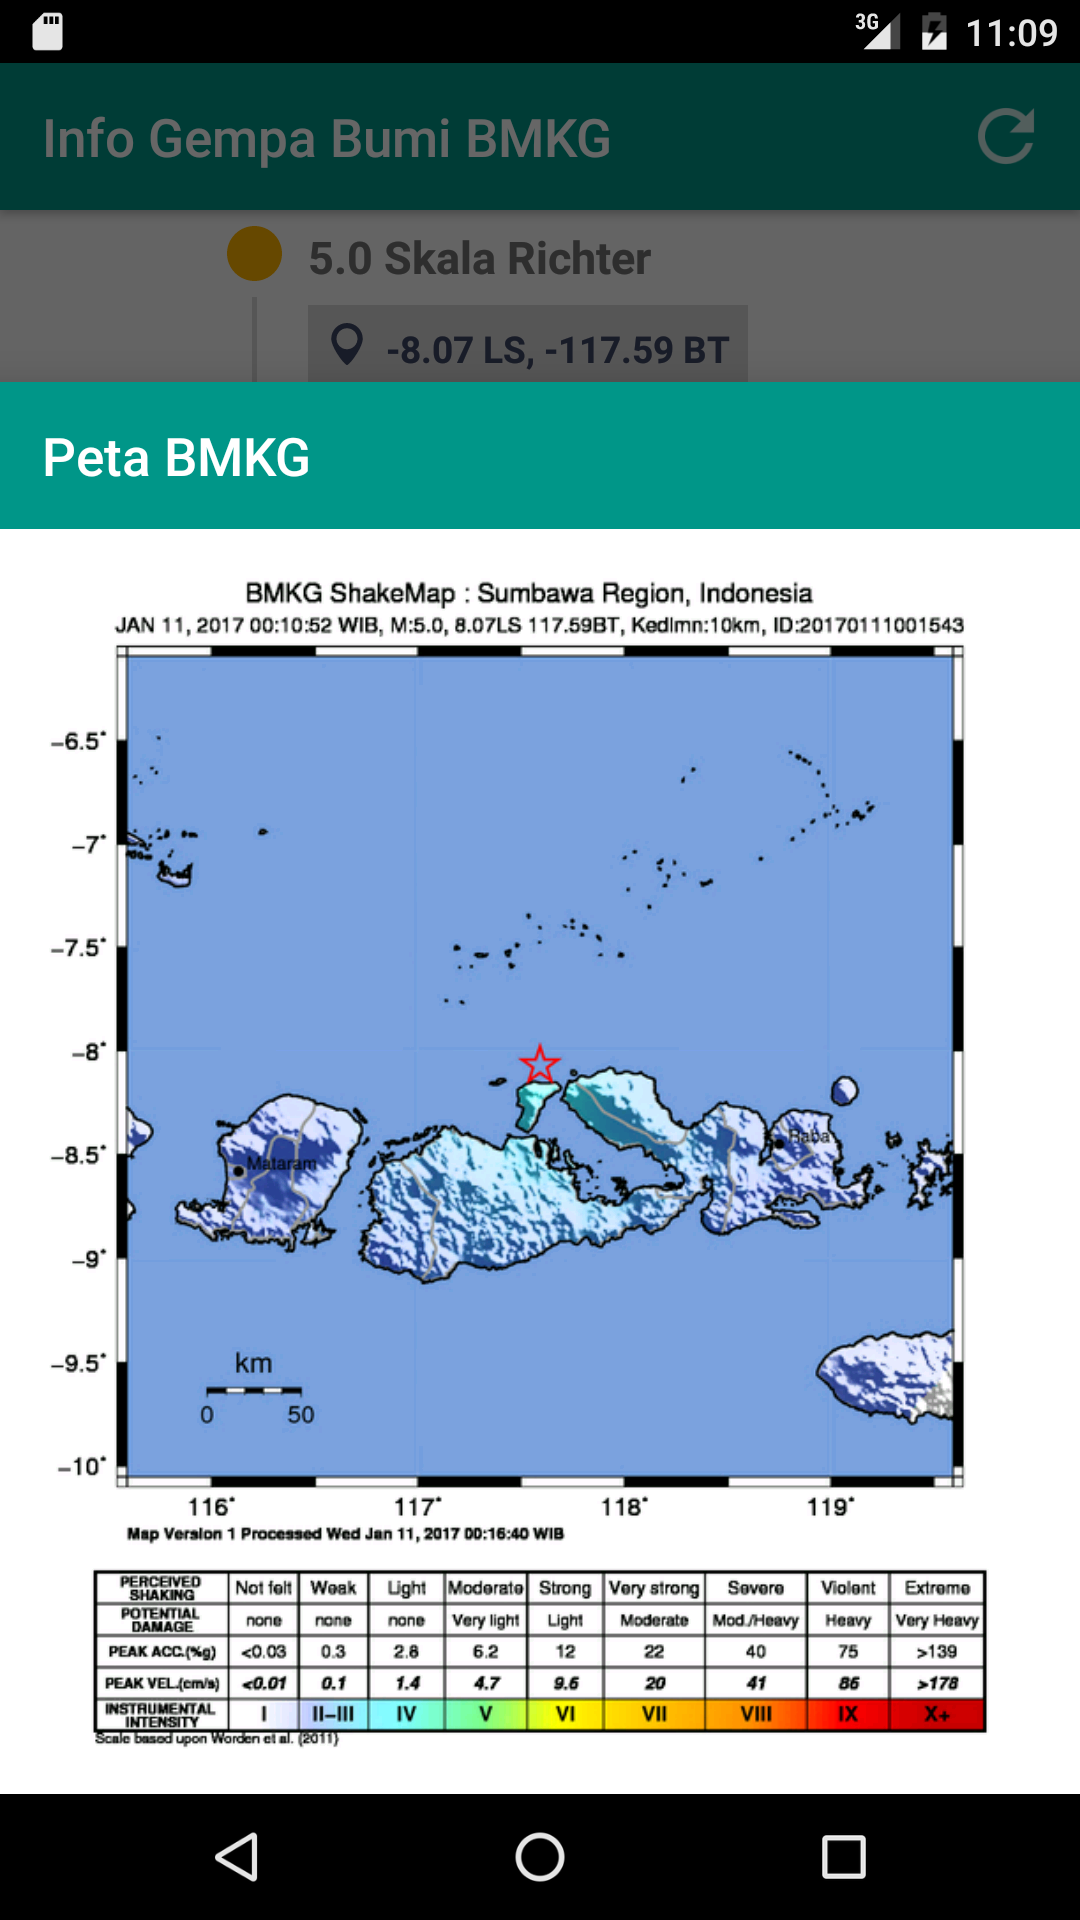 3G 11:09
Info Gempa Bumi BMKG
5.0 Skala Richter
-8.07 LS, -117.59 BT
Peta BMKG
BMKG ShakeMap : Sumbawa Region, Indonesia
JAN 11, 2017 00:10:52 WIB, M:5.0, 8.07LS 117.59BT, Kedlmn:10km, ID:20170111001543
-6.5°
-7°
-7.5°
-8°
-8.5°
-9°
-9.5°
-10°
Mataram
Raba
km
0 50
116° 117° 118° 119°
Map Version 1 Processed Wed Jan 11, 2017 00:16:40 WIB
PERCEIVED SHAKING Not felt Weak Light Moderate Strong Very strong Severe Violent Extreme
POTENTIAL DAMAGE none none none Very light Light Moderate Mod./Heavy Heavy Very Heavy
PEAK ACC.(%g) <0.03 0.3 2.8 6.2 12 22 40 75 >139
PEAK VEL.(cm/s) <0.01 0.1 1.4 4.7 9.6 20 41 86 >178
INSTRUMENTAL INTENSITY I II-III IV V VI VII VIII IX X+
Scale based upon Worden et al. (2011)